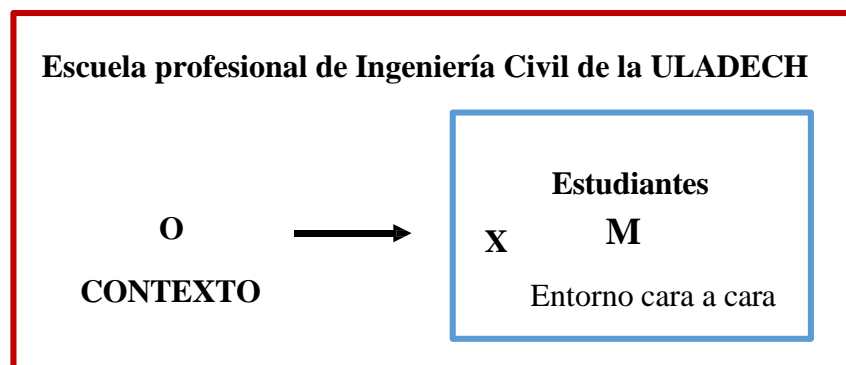 Escuela profesional de Ingeniería Civil de la ULADECH
Estudiantes
O
X M
CONTEXTO
Entorno cara a cara